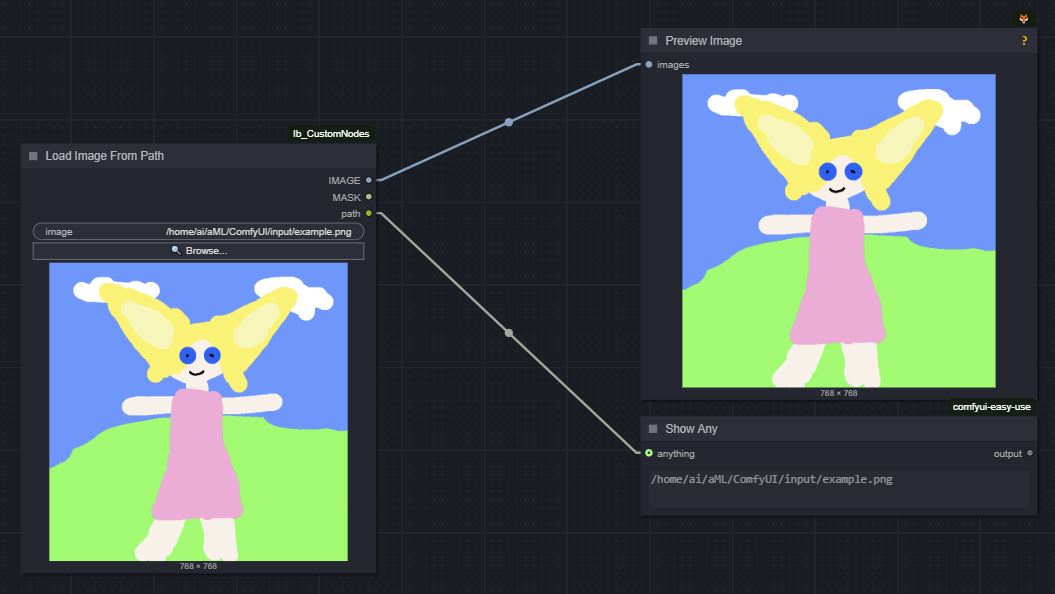 lb_CustomNodes
Load Image From Path
IMAGE
MASK
path
image /home/ai/aML/ComfyUI/input/example.png
Browse...
768 × 768
Preview Image ?
images
768 × 768
comfyui-easy-use
Show Any
anything output
/home/ai/aML/ComfyUI/input/example.png